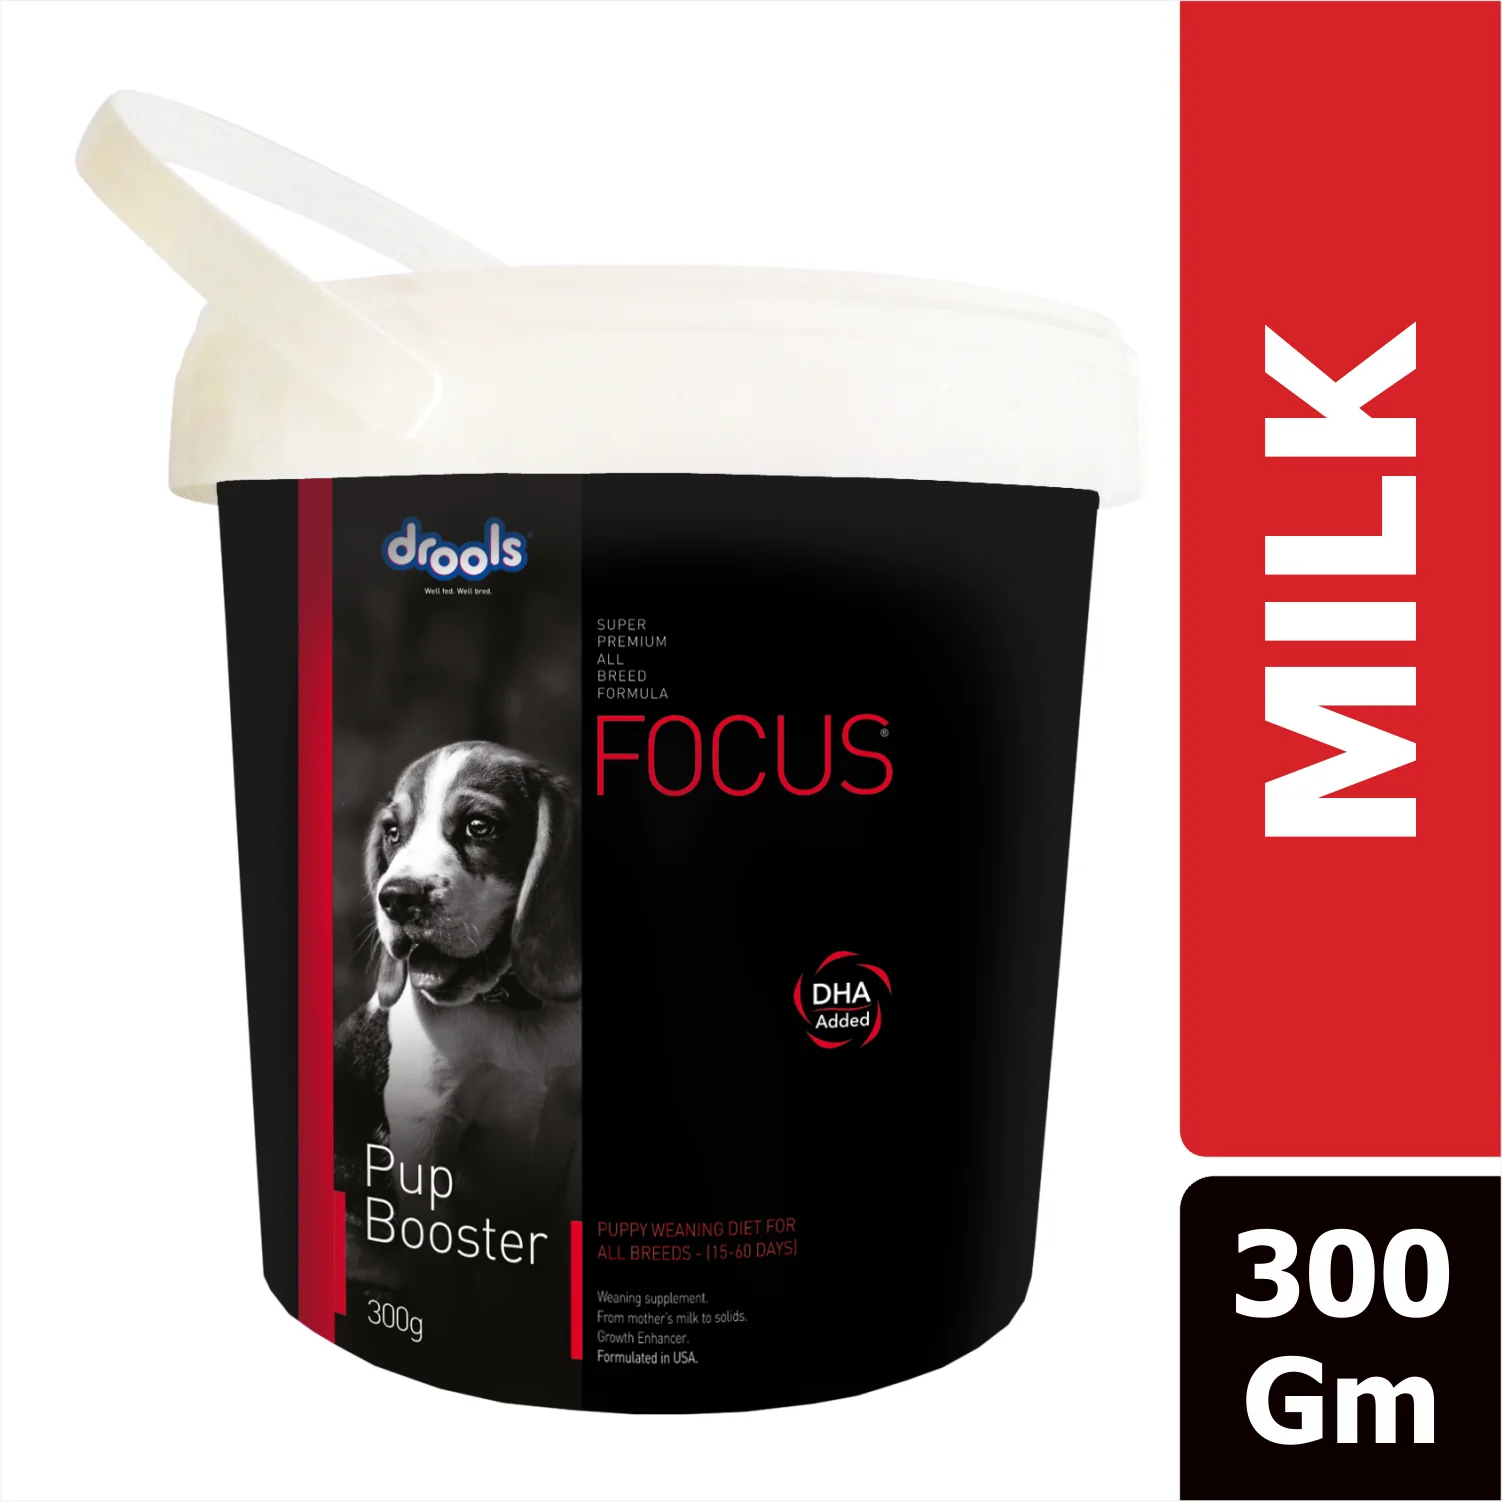 drools
Well fed. Well bred.
SUPER
PREMIUM
ALL
BREED
FORMULA
FOCUS®
DHA
Added
Pup
Booster
300g
PUPPY WEANING DIET FOR
ALL BREEDS - (15-60 DAYS)
Weaning supplement.
From mother's milk to solids.
Growth Enhancer.
Formulated in USA.
MILK
300
Gm